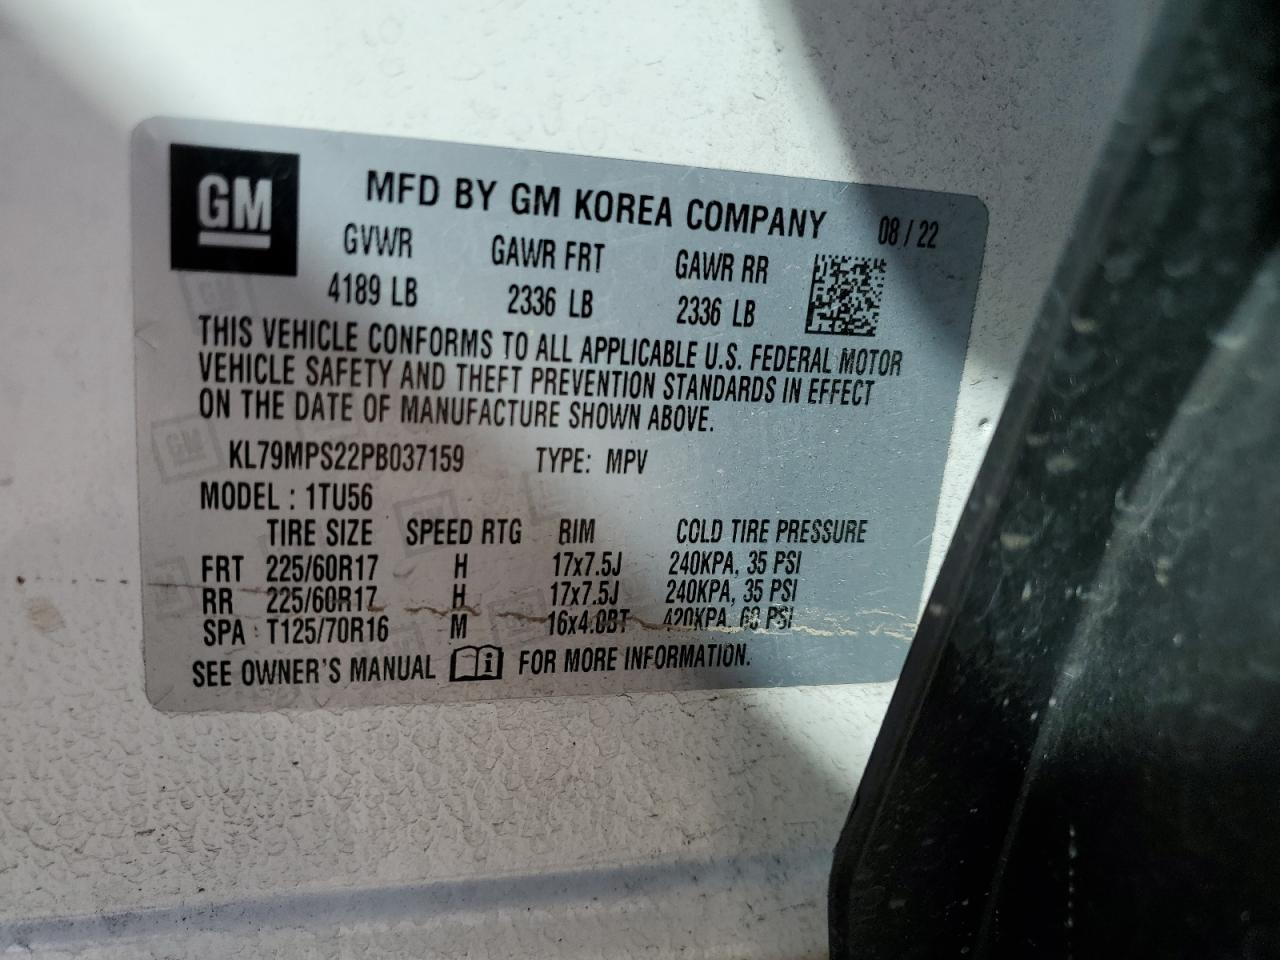 GM
MFD BY GM KOREA COMPANY 08 / 22
GVWR GAWR FRT GAWR RR
4189 LB 2336 LB 2336 LB
THIS VEHICLE CONFORMS TO ALL APPLICABLE U.S. FEDERAL MOTOR
VEHICLE SAFETY AND THEFT PREVENTION STANDARDS IN EFFECT
ON THE DATE OF MANUFACTURE SHOWN ABOVE.
KL79MPS22PB037159 TYPE: MPV
MODEL : 1TU56
TIRE SIZE SPEED RTG RIM COLD TIRE PRESSURE
FRT 225/60R17 H 17x7.5J 240KPA, 35 PSI
RR 225/60R17 H 17x7.5J 240KPA, 35 PSI
SPA : T125/70R16 M 16x4.0BT 420KPA, 60 PSI
SEE OWNER'S MANUAL i FOR MORE INFORMATION.